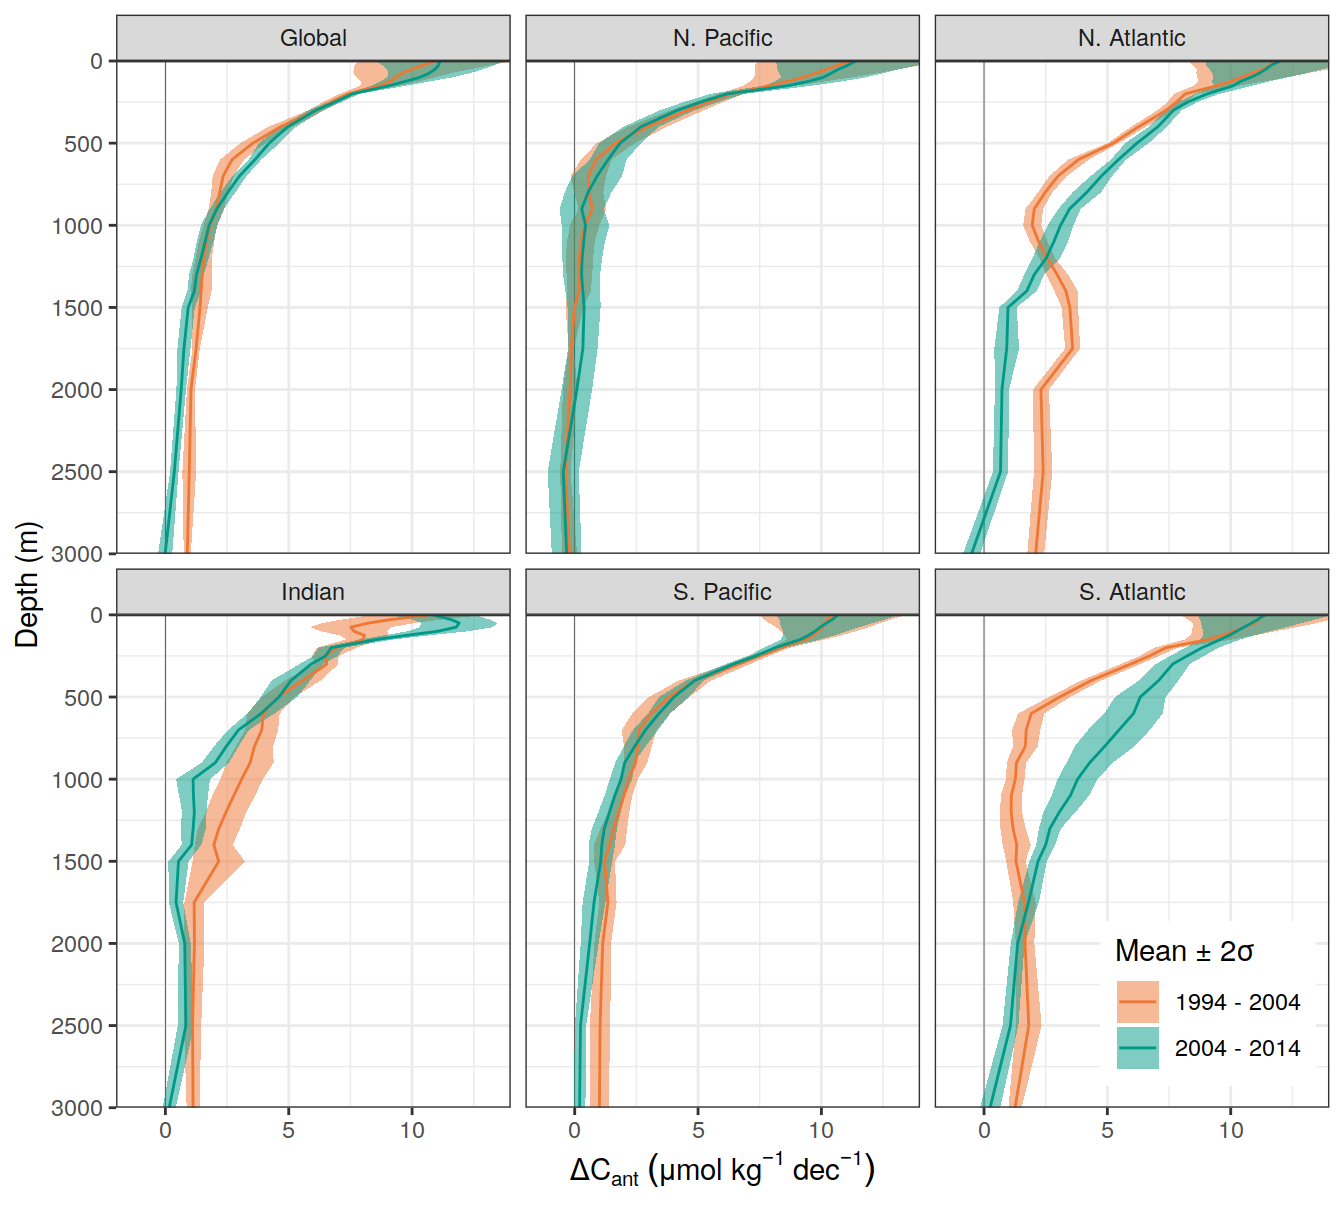 Global
N. Pacific
N. Atlantic
0
500
1000
1500
2000
2500
3000
Indian
S. Pacific
S. Atlantic
0
500
1000
1500
2000
2500
3000
0 5 10
0 5 10
0 5 10
Depth (m)
ΔCant (μmol kg−1 dec−1)
Mean ± 2σ
1994 - 2004
2004 - 2014